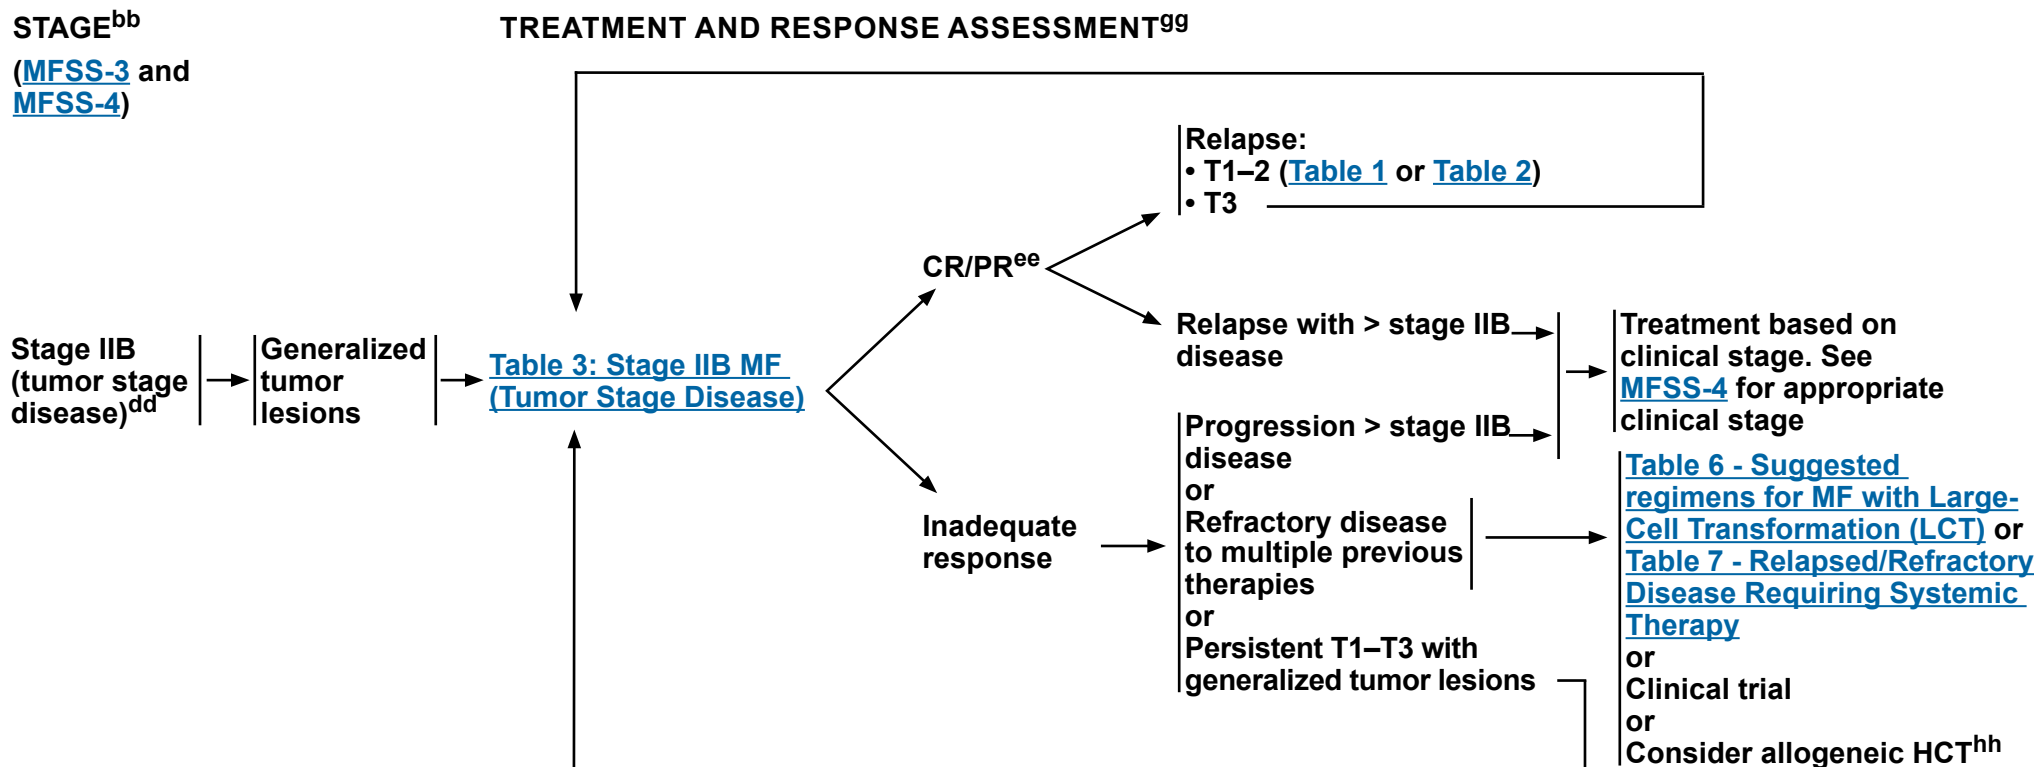 STAGEbb
(MFSS-3 and
MFSS-4)
TREATMENT AND RESPONSE ASSESSMENTgg
Stage IIB
(tumor stage
disease)dd
Generalized
tumor
lesions
Table 3: Stage IIB MF
(Tumor Stage Disease)
CR/PRee
Relapse:
• T1–2 (Table 1 or Table 2)
• T3
Relapse with > stage IIB
disease
Inadequate
response
Progression > stage IIB
disease
or
Refractory disease
to multiple previous
therapies
or
Persistent T1–T3 with
generalized tumor lesions
Treatment based on
clinical stage. See
MFSS-4 for appropriate
clinical stage
Table 6 - Suggested
regimens for MF with Large-
Cell Transformation (LCT) or
Table 7 - Relapsed/Refractory
Disease Requiring Systemic
Therapy
or
Clinical trial
or
Consider allogeneic HCThh